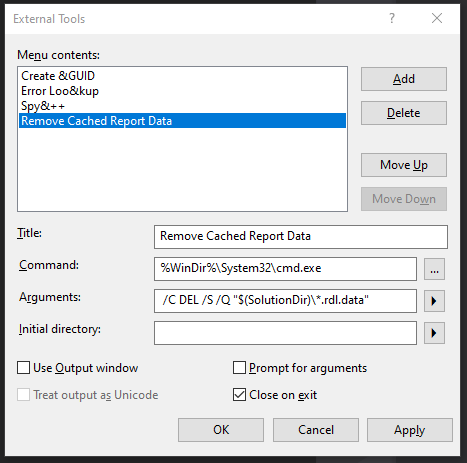 External Tools
?
Menu contents:
Create &GUID
Error Loo&kup
Spy&++
Remove Cached Report Data
Add
Delete
Move Up
Move Down
Title:
Remove Cached Report Data
Command:
%WinDir%\System32\cmd.exe
...
Arguments:
/C DEL /S /Q "$(SolutionDir)\*.rdl.data"
Initial directory:
Use Output window
Prompt for arguments
Treat output as Unicode
Close on exit
OK
Cancel
Apply